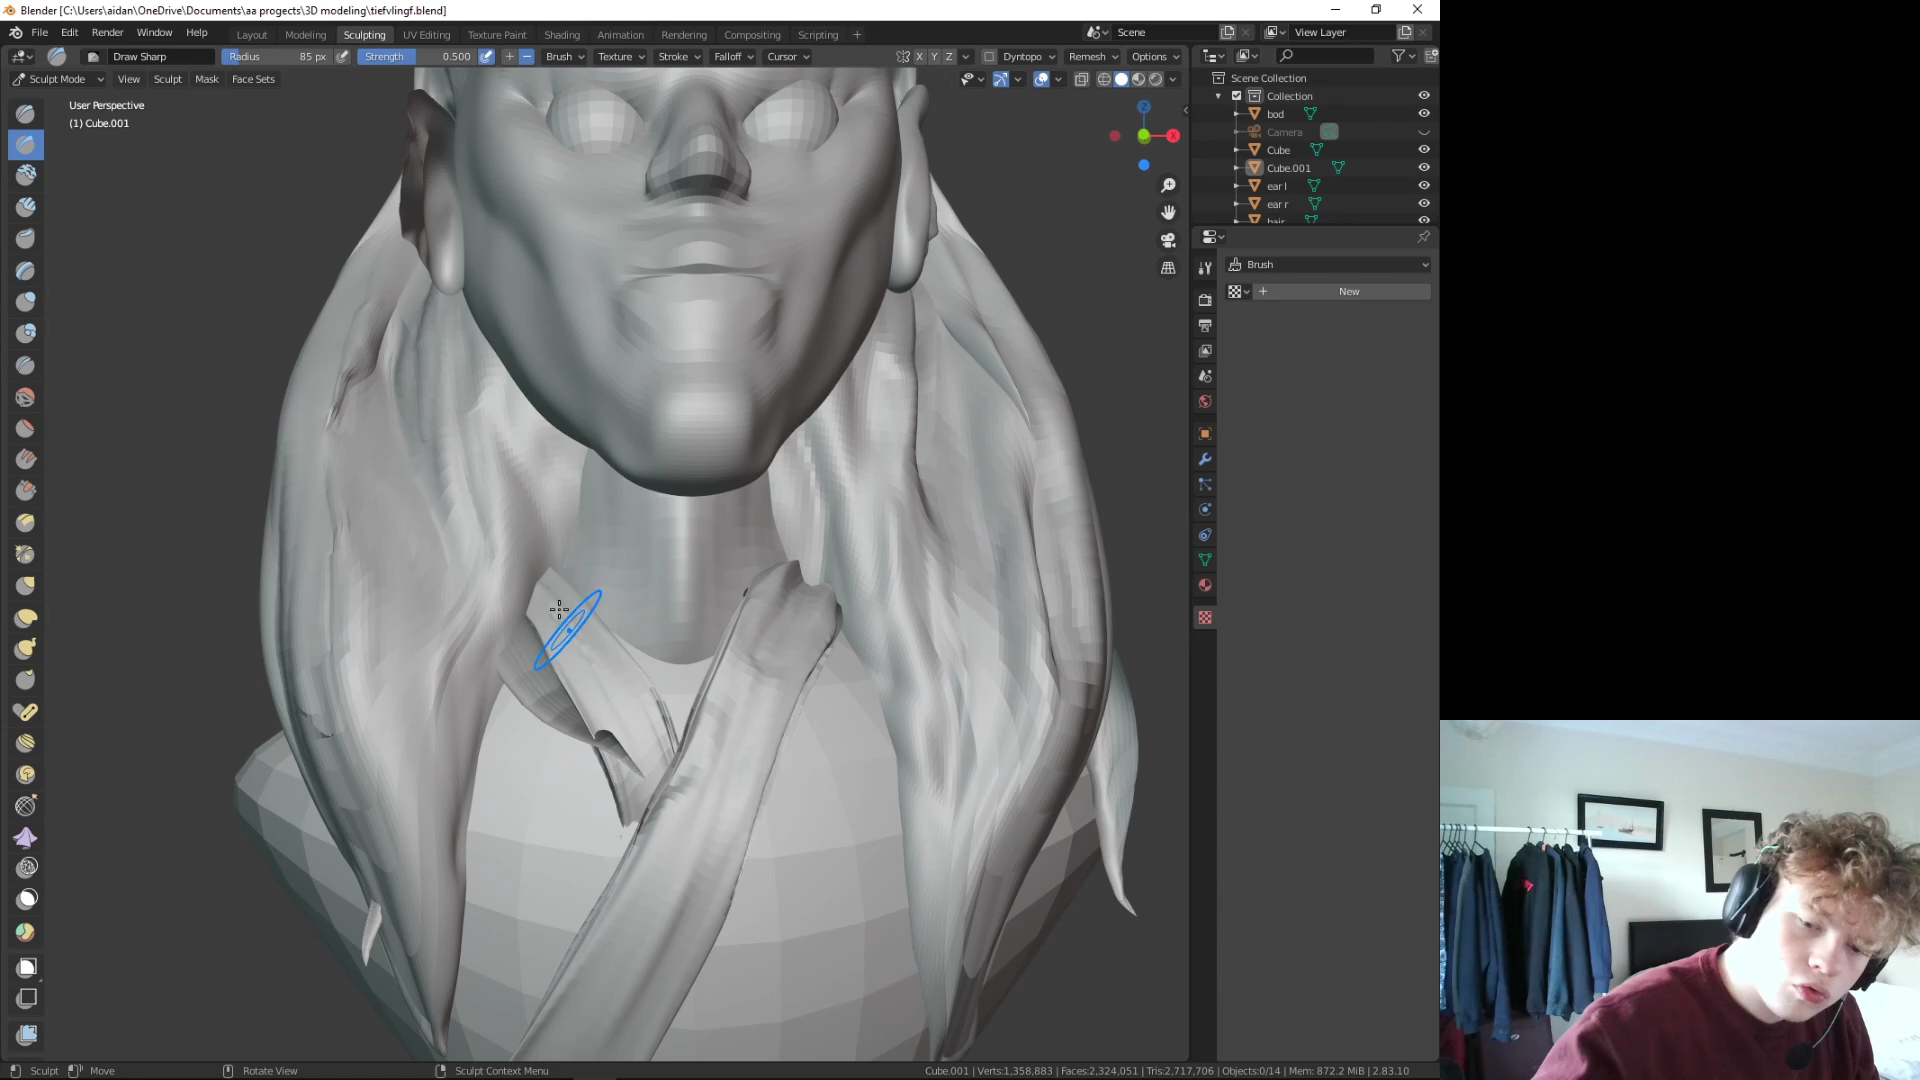 Blender [C:\Users\aidan\OneDrive\Documents\aa progects\3D modeling\tiefvlingf.blend]
File Edit Render Window Help Layout Modeling Sculpting UV Editing Texture Paint Shading Animation Rendering Compositing Scripting + Scene View Layer
Draw Sharp Radius 85 px Strength 0.500 Brush Texture Stroke Falloff Cursor X Y Z Dyntopo Remesh Options
Sculpt Mode View Sculpt Mask Face Sets
Scene Collection
Collection
bod
Camera
Cube
Cube.001
ear l
ear r
hair
User Perspective
(1) Cube.001
Z
X
Brush
+ New
Sculpt Move Rotate View Sculpt Context Menu Cube.001 | Verts:1,358,883 | Faces:2,324,051 | Tris:2,717,706 | Objects:0/14 | Mem: 872.2 MiB | 2.83.10